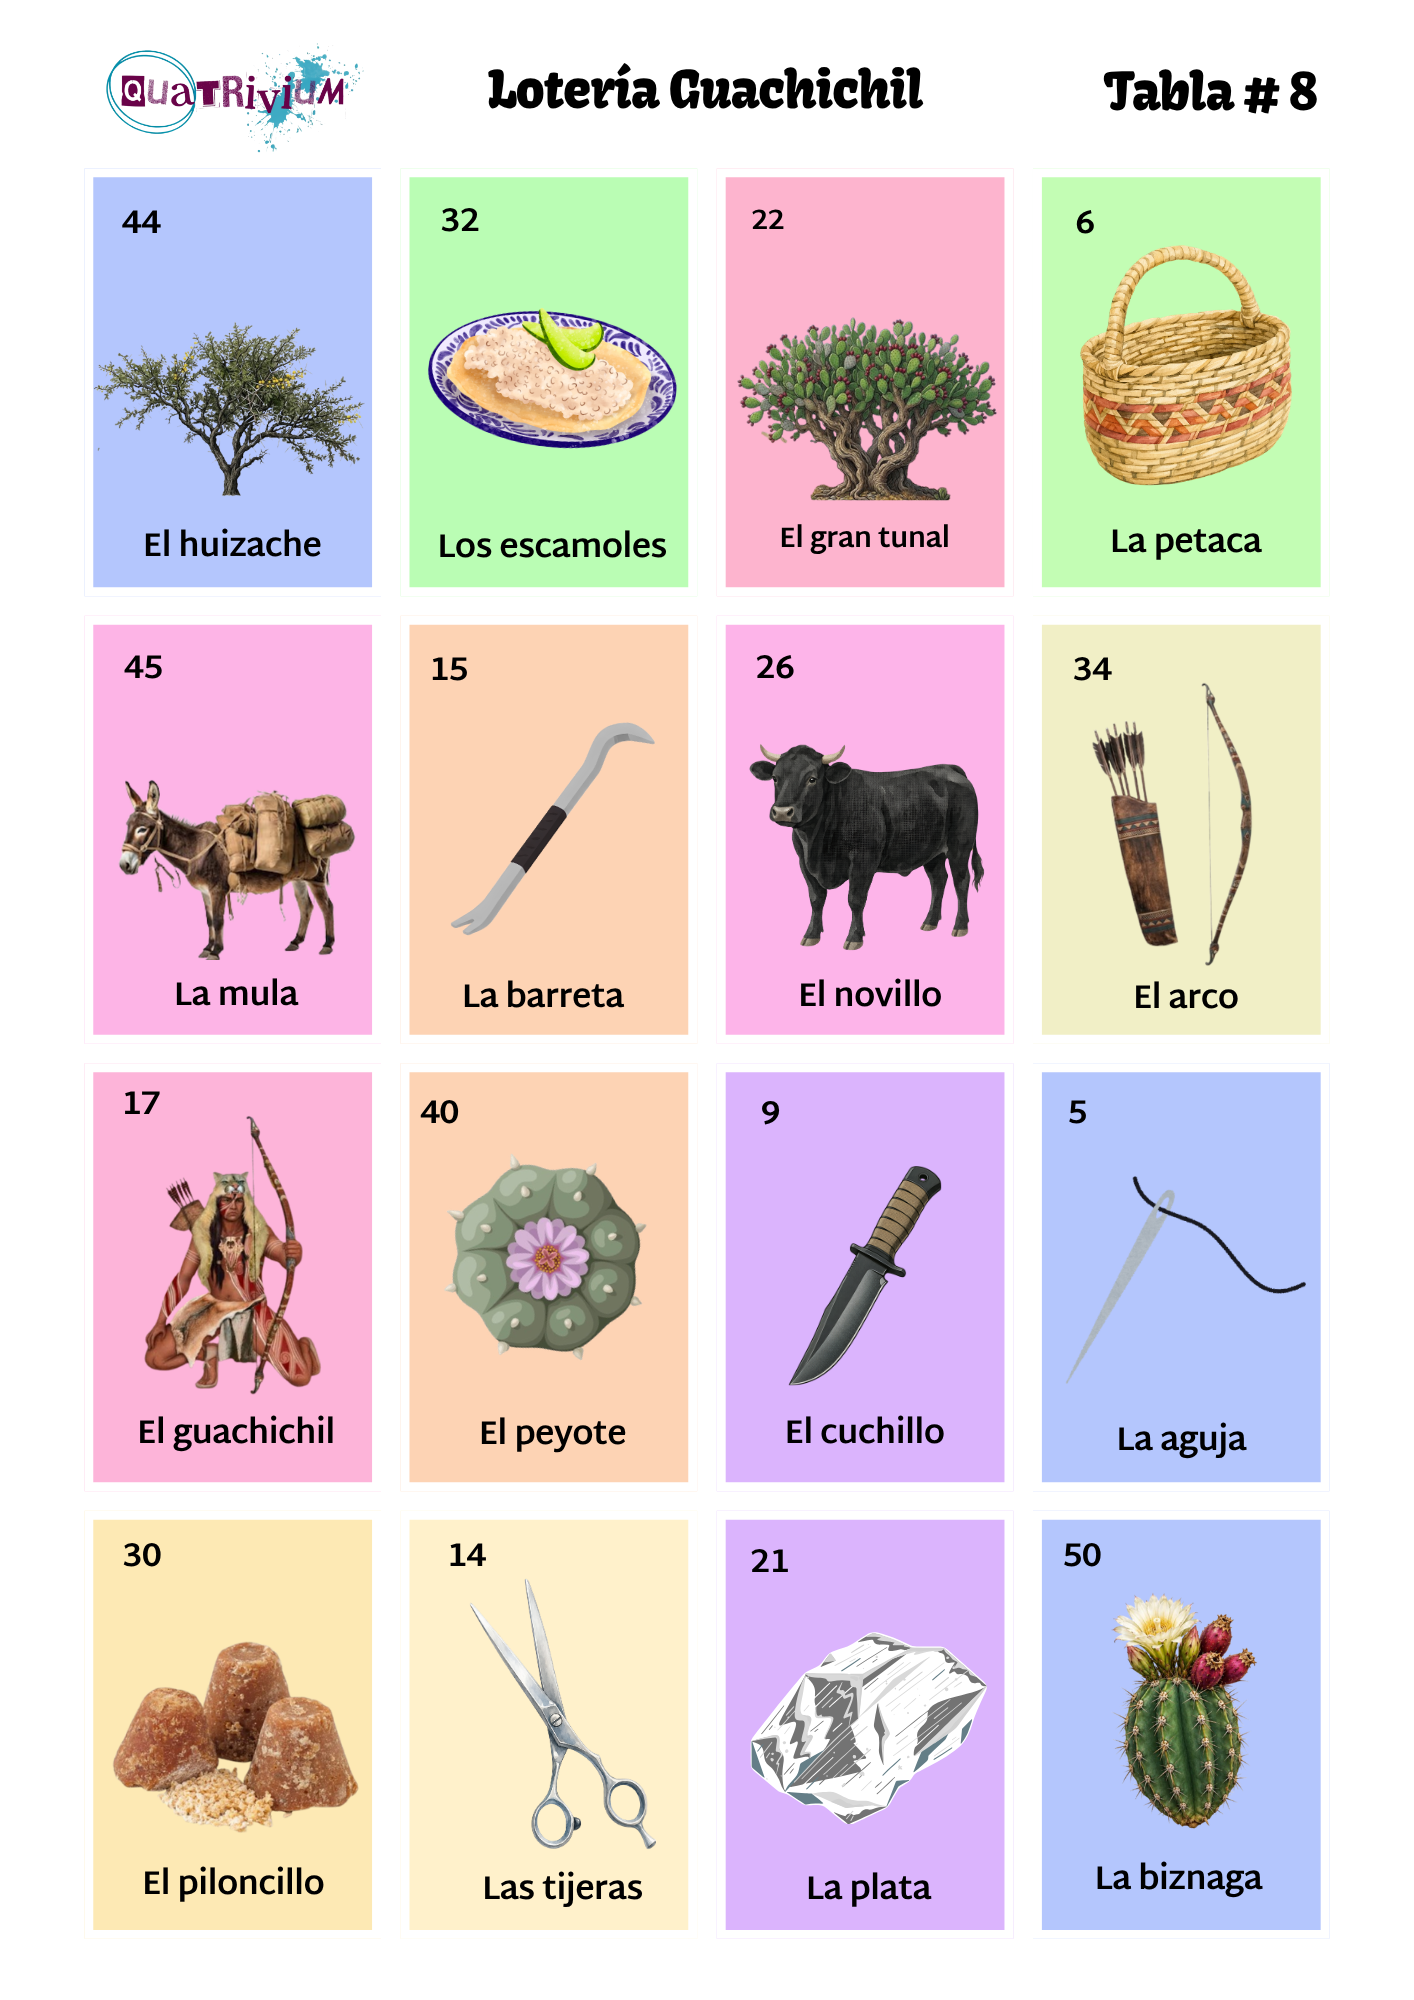 QUATRiViUM
Lotería Guachichil
Tabla # 8
44
El huizache
32
Los escamoles
22
El gran tunal
6
La petaca
45
La mula
15
La barreta
26
El novillo
34
El arco
17
El guachichil
40
El peyote
9
El cuchillo
5
La aguja
30
El piloncillo
14
Las tijeras
21
La plata
50
La biznaga